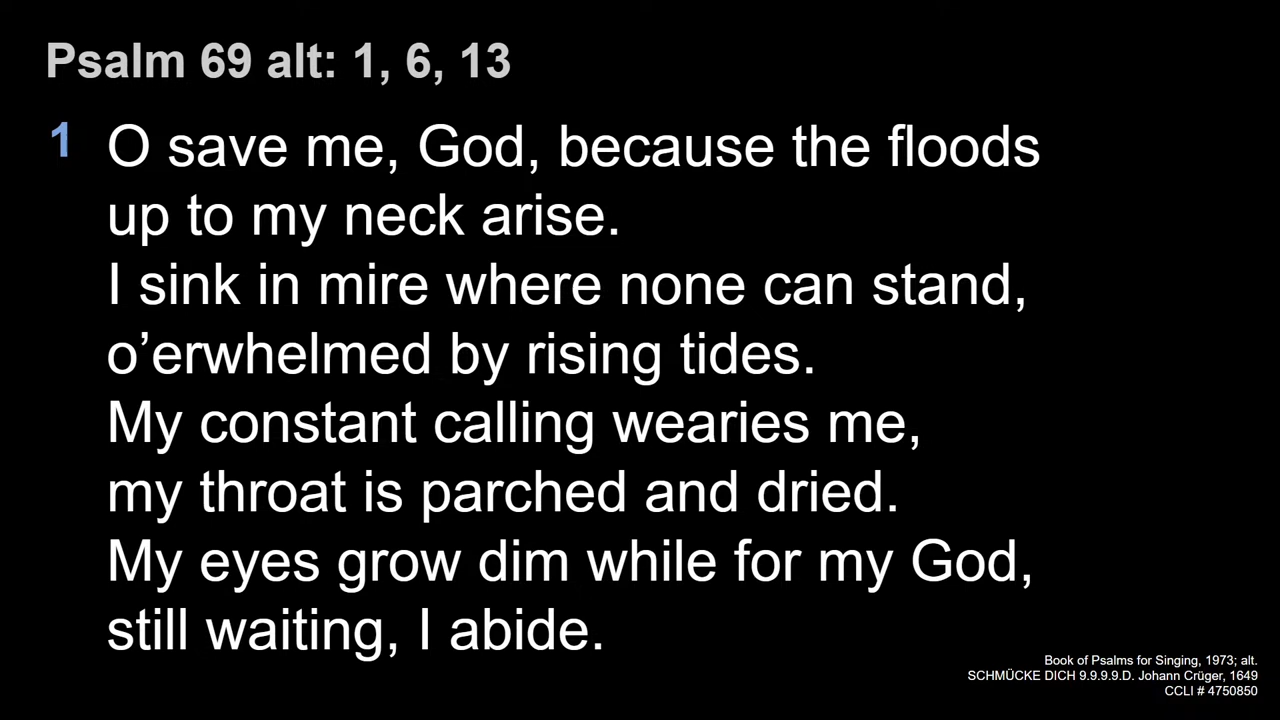 Psalm 69 alt: 1, 6, 13
1 O save me, God, because the floods
up to my neck arise.
I sink in mire where none can stand,
o’erwhelmed by rising tides.
My constant calling wearies me,
my throat is parched and dried.
My eyes grow dim while for my God,
still waiting, I abide.
Book of Psalms for Singing, 1973; alt.
SCHMÜCKE DICH 9.9.9.9.D. Johann Crüger, 1649
CCLI # 4750850